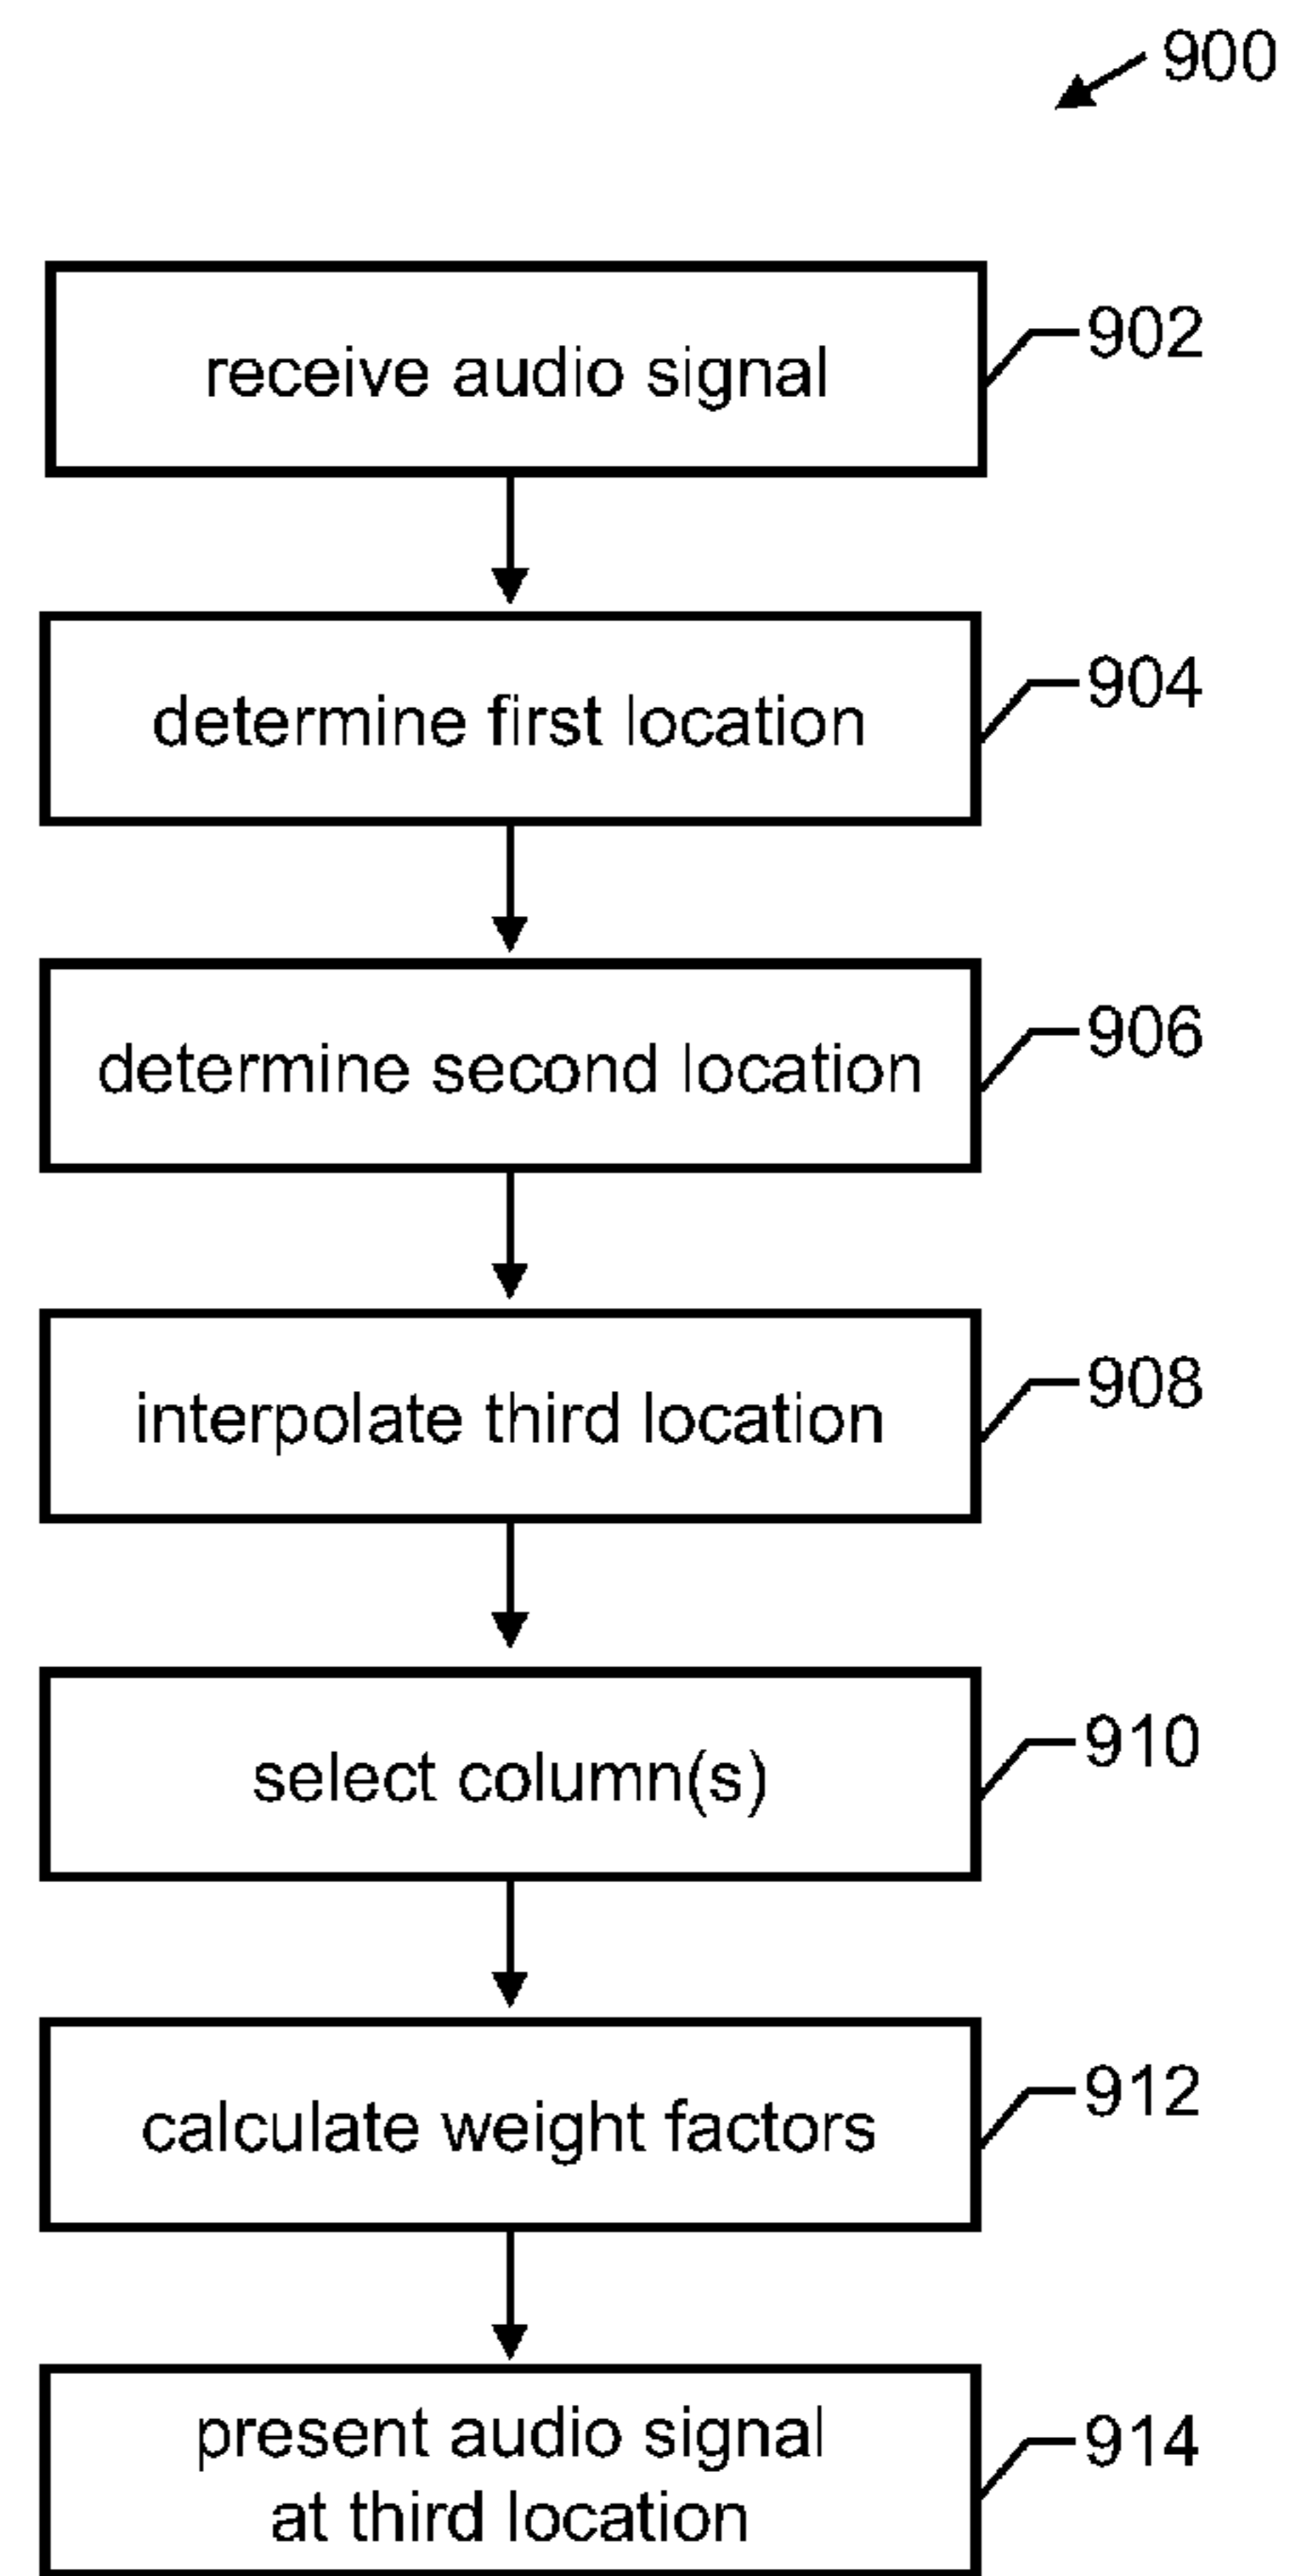 900
receive audio signal
902
determine first location
904
determine second location
906
interpolate third location
908
select column(s)
910
calculate weight factors
912
present audio signal
at third location
914